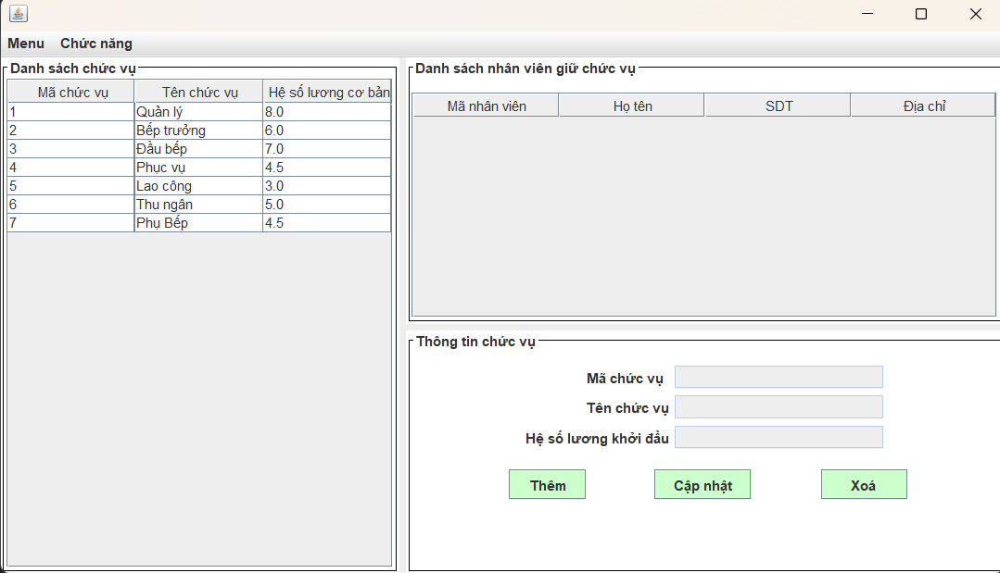 Menu Chức năng
Danh sách chức vụ
Mã chức vụ Tên chức vụ Hệ số lương cơ bản
1 Quản lý 8.0
2 Bếp trưởng 6.0
3 Đầu bếp 7.0
4 Phục vụ 4.5
5 Lao công 3.0
6 Thu ngân 5.0
7 Phụ Bếp 4.5
Danh sách nhân viên giữ chức vụ
Mã nhân viên Họ tên SDT Địa chỉ
Thông tin chức vụ
Mã chức vụ
Tên chức vụ
Hệ số lương khởi đầu
Thêm Cập nhật Xoá